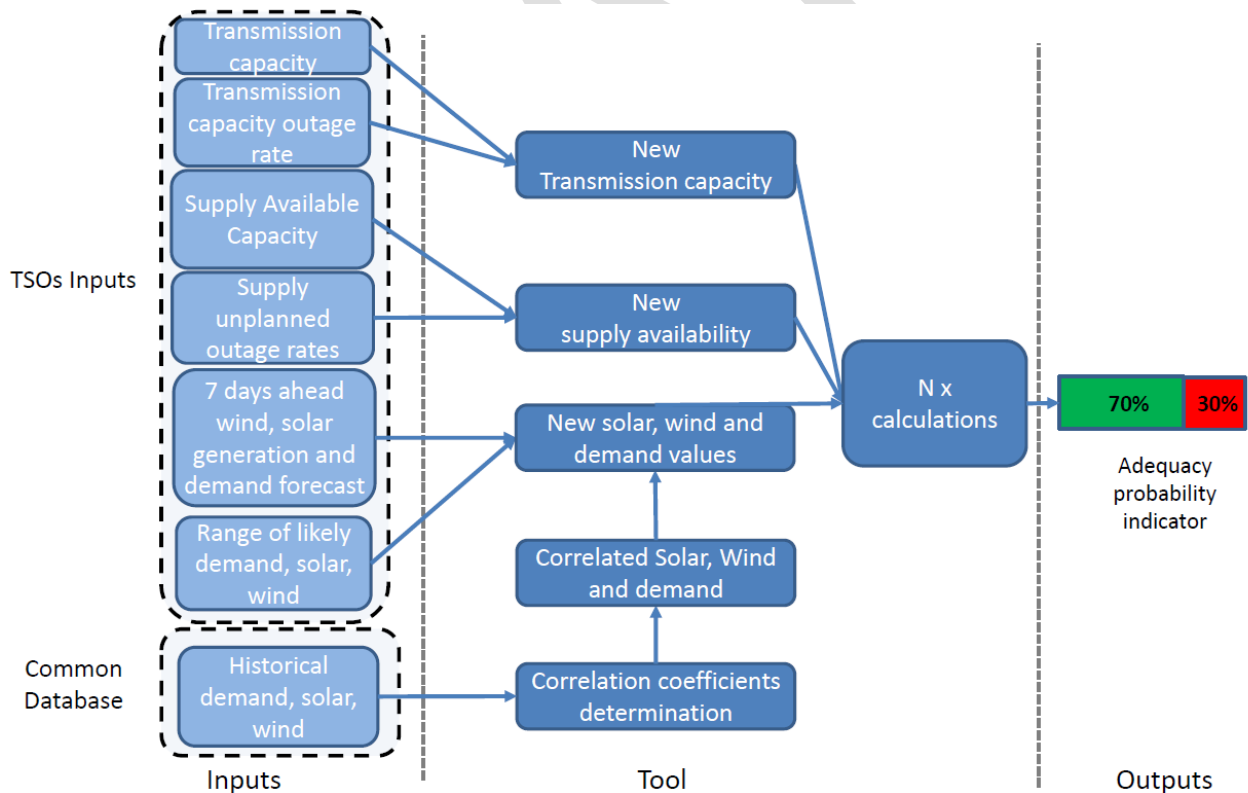 Transmission
capacity
Transmission
capacity outage
rate
Supply Available
Capacity
Supply
unplanned
outage rates
7 days ahead
wind, solar
generation and
demand forecast
Range of likely
demand, solar,
wind
TSOs Inputs
Common
Database
Historical
demand, solar,
wind
Inputs
New
Transmission capacity
New
supply availability
New solar, wind and
demand values
Correlated Solar, Wind
and demand
Correlation coefficients
determination
N x
calculations
Tool
70%
30%
Adequacy
probability
indicator
Outputs